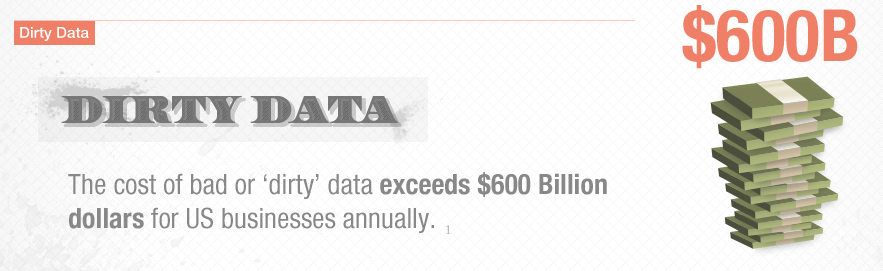 Dirty Data
$600B
DIRTY DATA
The cost of bad or ‘dirty’ data exceeds $600 Billion
dollars for US businesses annually. 1